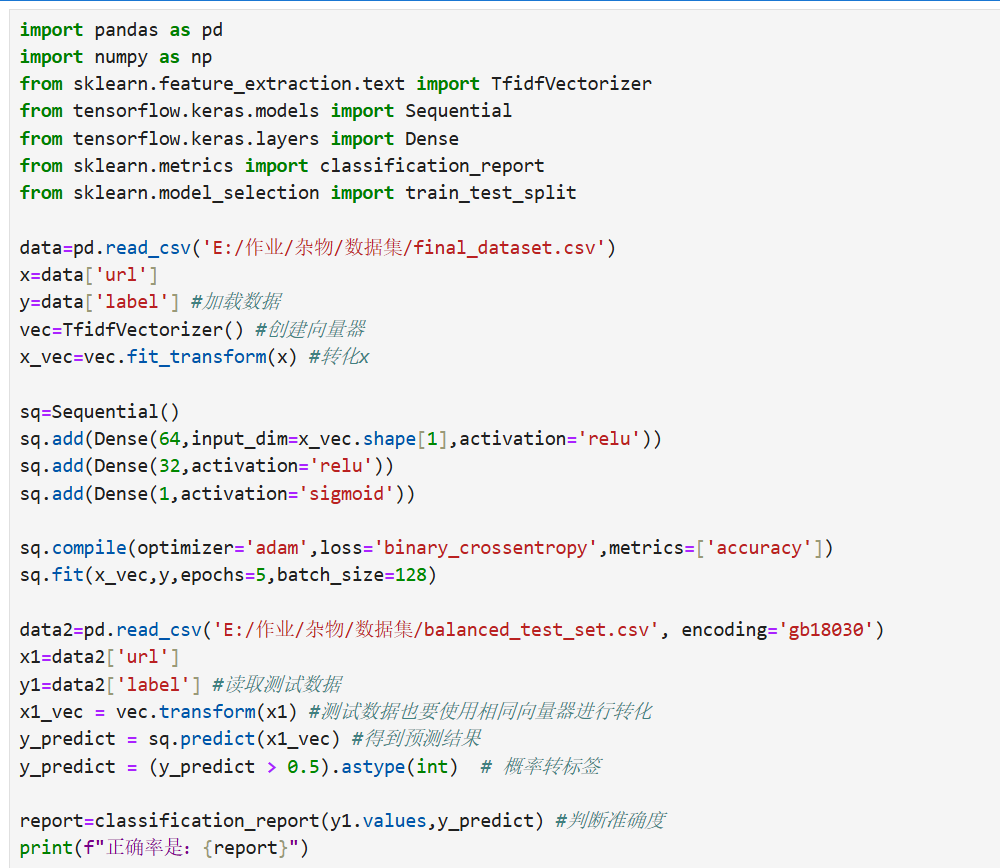 import pandas as pd
import numpy as np
from sklearn.feature_extraction.text import TfidfVectorizer
from tensorflow.keras.models import Sequential
from tensorflow.keras.layers import Dense
from sklearn.metrics import classification_report
from sklearn.model_selection import train_test_split

data=pd.read_csv('E:/作业/杂物/数据集/final_dataset.csv')
x=data['url']
y=data['label'] #加载数据
vec=TfidfVectorizer() #创建向量器
x_vec=vec.fit_transform(x) #转化x

sq=Sequential()
sq.add(Dense(64,input_dim=x_vec.shape[1],activation='relu'))
sq.add(Dense(32,activation='relu'))
sq.add(Dense(1,activation='sigmoid'))

sq.compile(optimizer='adam',loss='binary_crossentropy',metrics=['accuracy'])
sq.fit(x_vec,y,epochs=5,batch_size=128)

data2=pd.read_csv('E:/作业/杂物/数据集/balanced_test_set.csv', encoding='gb18030')
x1=data2['url']
y1=data2['label'] #读取测试数据
x1_vec = vec.transform(x1) #测试数据也要使用相同向量器进行转化
y_predict = sq.predict(x1_vec) #得到预测结果
y_predict = (y_predict > 0.5).astype(int)  # 概率转标签

report=classification_report(y1.values,y_predict) #判断准确度
print(f"正确率是：{report}")